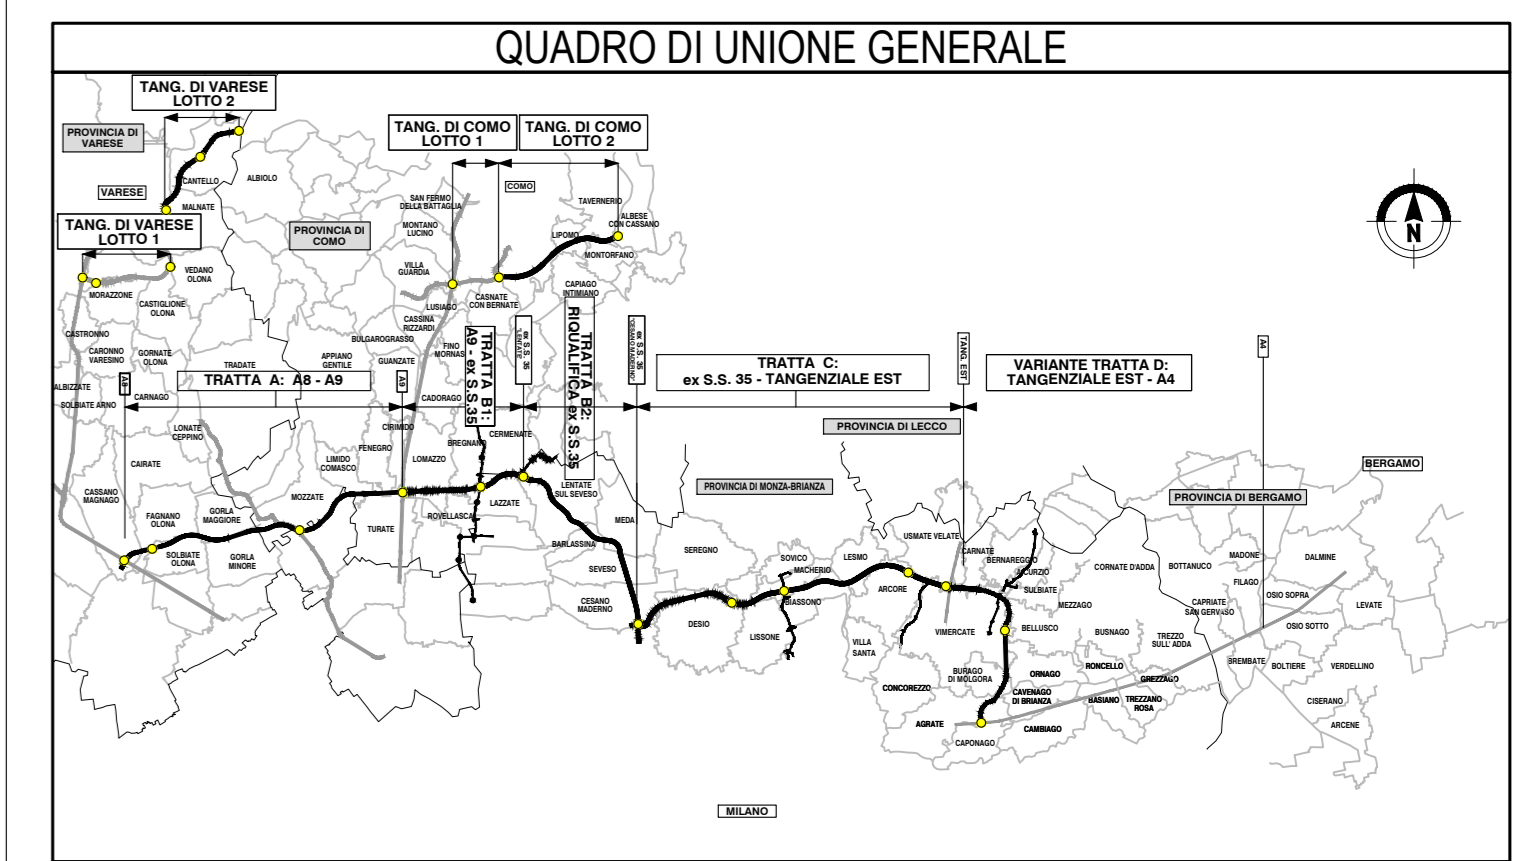 QUADRO DI UNIONE GENERALE
TANG. DI VARESE
LOTTO 2
PROVINCIA DI
VARESE
TANG. DI COMO
LOTTO 1
TANG. DI COMO
LOTTO 2
VARESE
CANTELLO
ALBIOLO
MALNATE
COMO
SAN FERMO
DELLA BATTAGLIA
TAVERNERIO
ALBESE
CON CASSANO
TANG. DI VARESE
LOTTO 1
PROVINCIA DI
COMO
MONTANO
LUCINO
LIPOMO
MONTORFANO
N
VEDANO
OLONA
VILLA
GUARDIA
MORAZZONE
CASTIGLIONE
OLONA
LUSIAGO
CASNATE
CON BERNATE
CAPIAGO
INTIMIANO
CASSINA
RIZZARDI
CASTRONNO
BULGAROGRASSO
CARONNO
VARESINO
GORNATE
OLONA
TRADATE
APPIANO
GENTILE
GUANZATE
FINO
MORNAS
TRATTA B1:
A9 - ex S.S.35
ex S.S. 35
"LENTATE"
TRATTA B2:
RIQUALIFICA ex S.S.35
ex S.S. 35
"CESANO MADERNO"
TRATTA C:
ex S.S. 35 - TANGENZIALE EST
TANG. EST
VARIANTE TRATTA D:
TANGENZIALE EST - A4
A4
ALBIZZATE
A8
TRATTA A: A8 - A9
A9
SOLBIATE ARNO
CARNAGO
CADORAGO
LONATE
CEPPINO
CIRIMIDO
CERMENATE
PROVINCIA DI LECCO
FENEGRO
BREGNANO
CAIRATE
LIMIDO
COMASCO
LOMAZZO
BERGAMO
CASSANO
MAGNAGO
MOZZATE
LENTATE
SUL SEVESO
PROVINCIA DI MONZA-BRIANZA
PROVINCIA DI BERGAMO
LAZZATE
FAGNANO
OLONA
GORLA
MAGGIORE
TURATE
ROVELLASCA
MEDA
BARLASSINA
SEREGNO
USMATE VELATE
SOLBIATE
OLONA
GORLA
MINORE
SEVESO
SOVICO
MACHERIO
LESMO
CARNATE
BERNAREGGIO
AICURZIO
CORNATE D'ADDA
BOTTANUCO
MADONE
DALMINE
FILAGO
CESANO
MADERNO
BIASSONO
ARCORE
SULBIATE
MEZZAGO
CAPRIATE
SAN GERVASO
OSIO SOPRA
LEVATE
DESIO
LISSONE
VIMERCATE
BELLUSCO
BUSNAGO
TREZZO
SULL' ADDA
OSIO SOTTO
VILLA
SANTA
BURAGO
DI MOLGORA
ORNAGO
RONCELLO
GREZZAGO
BREMBATE
BOLTIERE
VERDELLINO
CONCOREZZO
CAVENAGO
DI BRIANZA
BASIANO
TREZZANO
ROSA
CISERANO
AGRATE
CAMBIAGO
ARCENE
CAPONAGO
MILANO